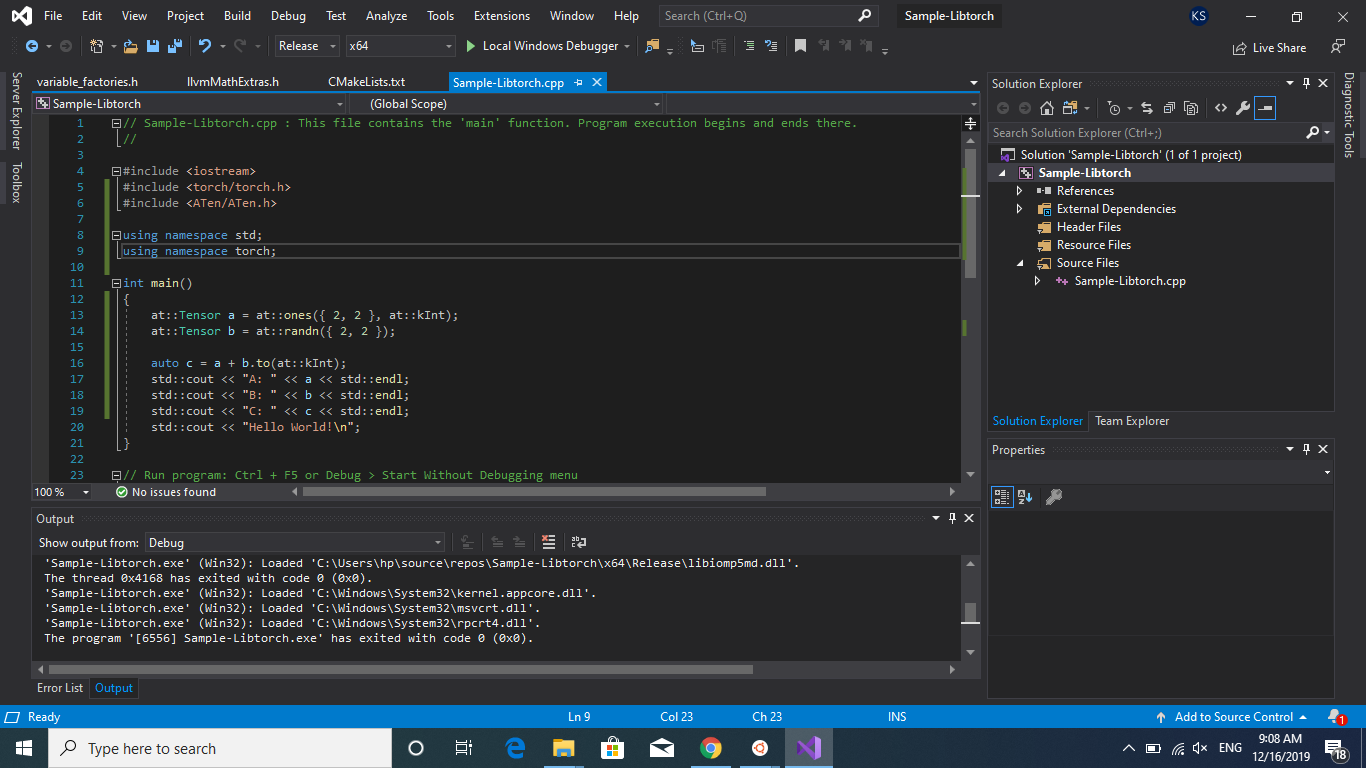 File Edit View Project Build Debug Test Analyze Tools Extensions Window Help Search (Ctrl+Q) Sample-Libtorch KS
Release x64 Local Windows Debugger Live Share
Server Explorer
Toolbox
variable_factories.h llvmMathExtras.h CMakeLists.txt Sample-Libtorch.cpp
Sample-Libtorch (Global Scope)
1 // Sample-Libtorch.cpp : This file contains the 'main' function. Program execution begins and ends there.
2 //
3
4 #include <iostream>
5 #include <torch/torch.h>
6 #include <ATen/ATen.h>
7
8 using namespace std;
9 using namespace torch;
10
11 int main()
12 {
13 at::Tensor a = at::ones({ 2, 2 }, at::kInt);
14 at::Tensor b = at::randn({ 2, 2 });
15
16 auto c = a + b.to(at::kInt);
17 std::cout << "A: " << a << std::endl;
18 std::cout << "B: " << b << std::endl;
19 std::cout << "C: " << c << std::endl;
20 std::cout << "Hello World!\n";
21 }
22
23 // Run program: Ctrl + F5 or Debug > Start Without Debugging menu
100 % No issues found
Output
Show output from: Debug
'Sample-Libtorch.exe' (Win32): Loaded 'C:\Users\hp\source\repos\Sample-Libtorch\x64\Release\libiomp5md.dll'.
The thread 0x4168 has exited with code 0 (0x0).
'Sample-Libtorch.exe' (Win32): Loaded 'C:\Windows\System32\kernel.appcore.dll'.
'Sample-Libtorch.exe' (Win32): Loaded 'C:\Windows\System32\msvcrt.dll'.
'Sample-Libtorch.exe' (Win32): Loaded 'C:\Windows\System32\rpcrt4.dll'.
The program '[6556] Sample-Libtorch.exe' has exited with code 0 (0x0).
Error List Output
Solution Explorer
Search Solution Explorer (Ctrl+;)
Solution 'Sample-Libtorch' (1 of 1 project)
Sample-Libtorch
References
External Dependencies
Header Files
Resource Files
Source Files
Sample-Libtorch.cpp
Solution Explorer Team Explorer
Properties
Diagnostic Tools
Ready Ln 9 Col 23 Ch 23 INS Add to Source Control 1
Type here to search ENG 9:08 AM
12/16/2019 18